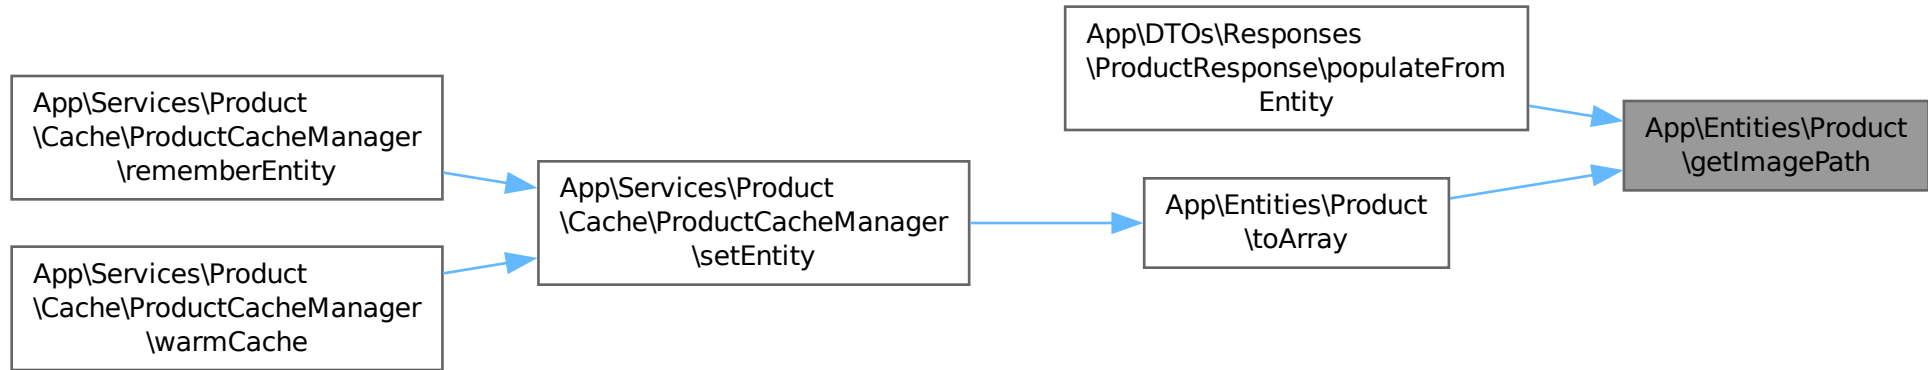 App\Services\Product
\Cache\ProductCacheManager
\rememberEntity
App\Services\Product
\Cache\ProductCacheManager
\warmCache
App\Services\Product
\Cache\ProductCacheManager
\setEntity
App\DTOs\Responses
\ProductResponse\populateFrom
Entity
App\Entities\Product
\toArray
App\Entities\Product
\getImagePath